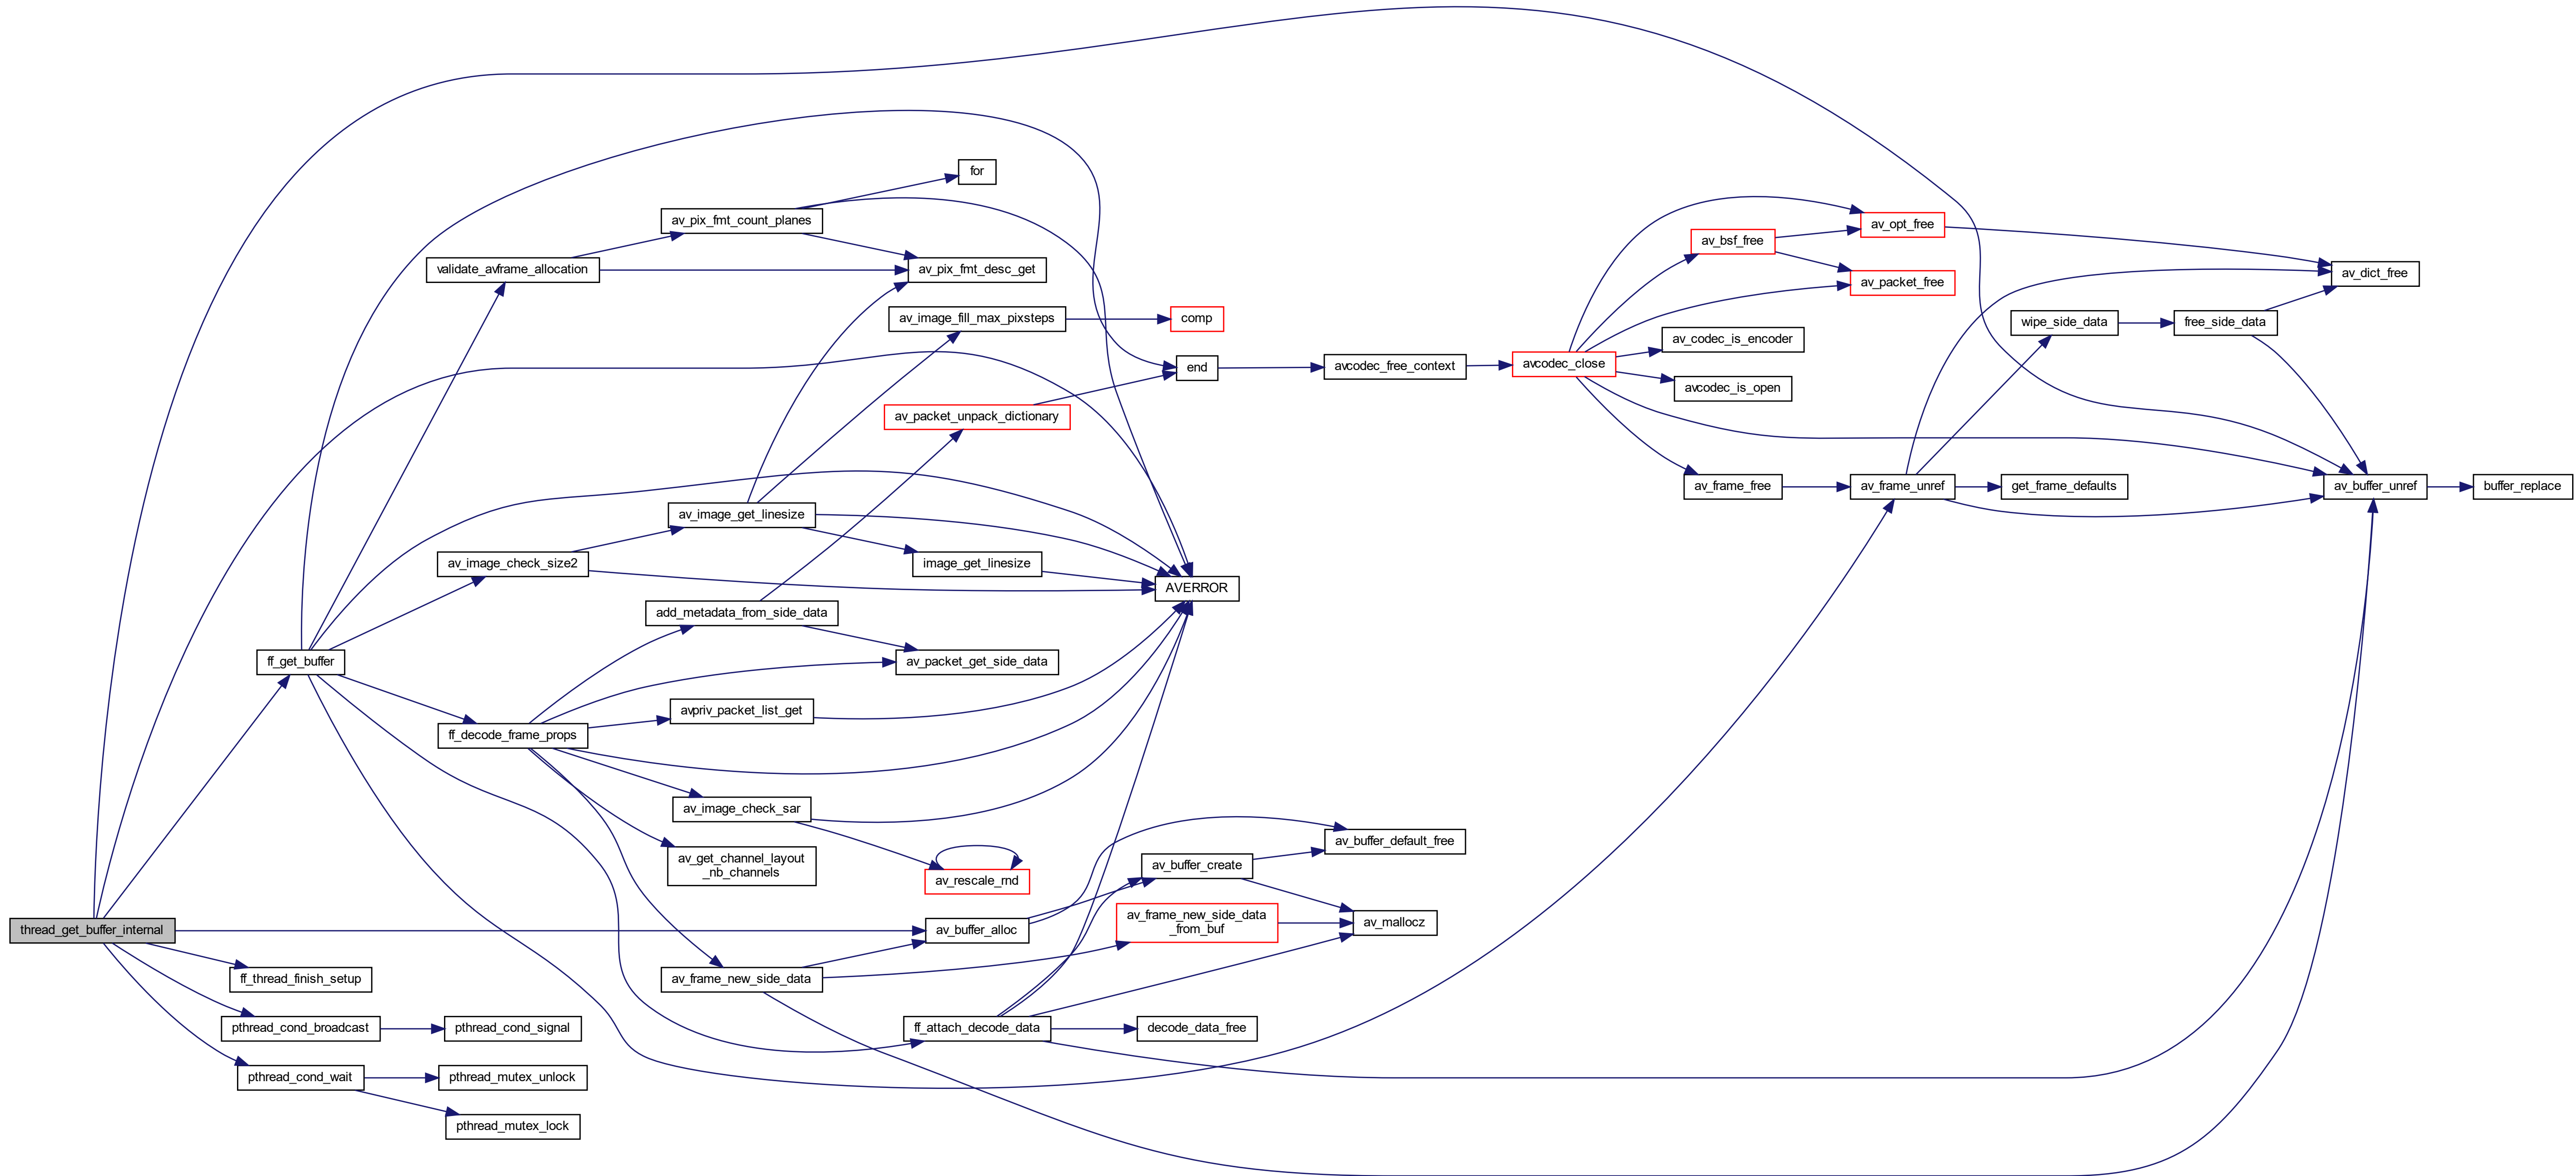 for
av_pix_fmt_count_planes
av_opt_free
av_bsf_free
validate_avframe_allocation
av_pix_fmt_desc_get
av_dict_free
av_packet_free
av_image_fill_max_pixsteps
comp
wipe_side_data
free_side_data
av_codec_is_encoder
end
avcodec_free_context
avcodec_close
avcodec_is_open
av_packet_unpack_dictionary
av_frame_free
av_frame_unref
get_frame_defaults
av_buffer_unref
buffer_replace
av_image_get_linesize
av_image_check_size2
image_get_linesize
AVERROR
add_metadata_from_side_data
ff_get_buffer
av_packet_get_side_data
avpriv_packet_list_get
ff_decode_frame_props
av_image_check_sar
av_buffer_default_free
av_get_channel_layout
_nb_channels
av_buffer_create
av_rescale_rnd
av_frame_new_side_data
_from_buf
av_mallocz
thread_get_buffer_internal
av_buffer_alloc
ff_thread_finish_setup
av_frame_new_side_data
pthread_cond_broadcast
pthread_cond_signal
ff_attach_decode_data
decode_data_free
pthread_cond_wait
pthread_mutex_unlock
pthread_mutex_lock